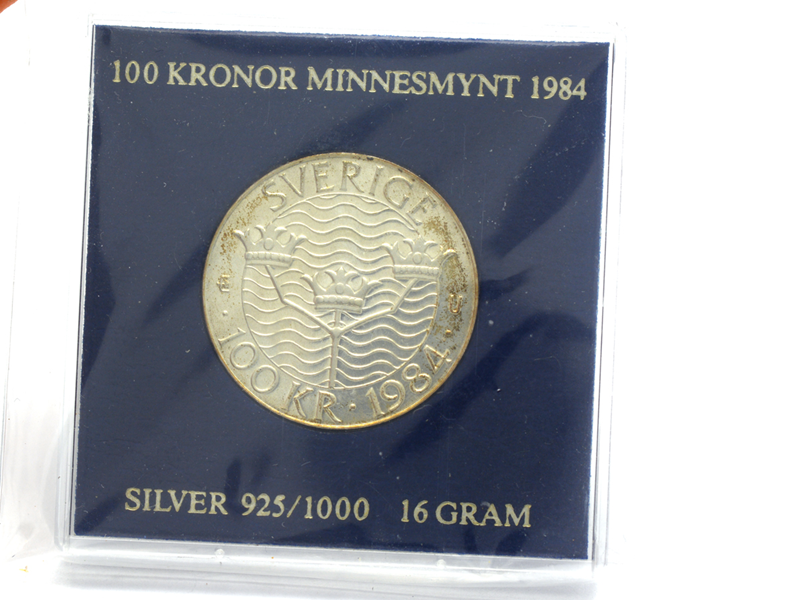 100 KRONOR MINNESMYNT 1984
SVERIGE
100 KR · 1984
SILVER 925/1000 16 GRAM